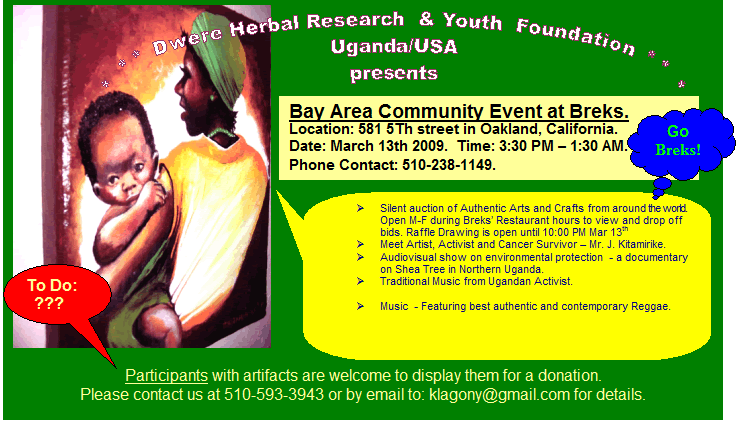 * * * Dwere Herbal Research & Youth Foundation * * *
Uganda/USA
presents
Bay Area Community Event at Breks.
Location: 581 5Th street in Oakland, California.
Date: March 13th 2009. Time: 3:30 PM – 1:30 AM.
Phone Contact: 510-238-1149.
Go
Breks!
➢ Silent auction of Authentic Arts and Crafts from around the world.
Open M-F during Breks' Restaurant hours to view and drop off
bids. Raffle Drawing is open until 10:00 PM Mar 13th
➢ Meet Artist, Activist and Cancer Survivor – Mr. J. Kitamirike.
➢ Audiovisual show on environmental protection - a documentary
on Shea Tree in Northern Uganda.
➢ Traditional Music from Ugandan Activist.
➢ Music - Featuring best authentic and contemporary Reggae.
To Do:
???
Participants with artifacts are welcome to display them for a donation.
Please contact us at 510-593-3943 or by email to: klagony@gmail.com for details.